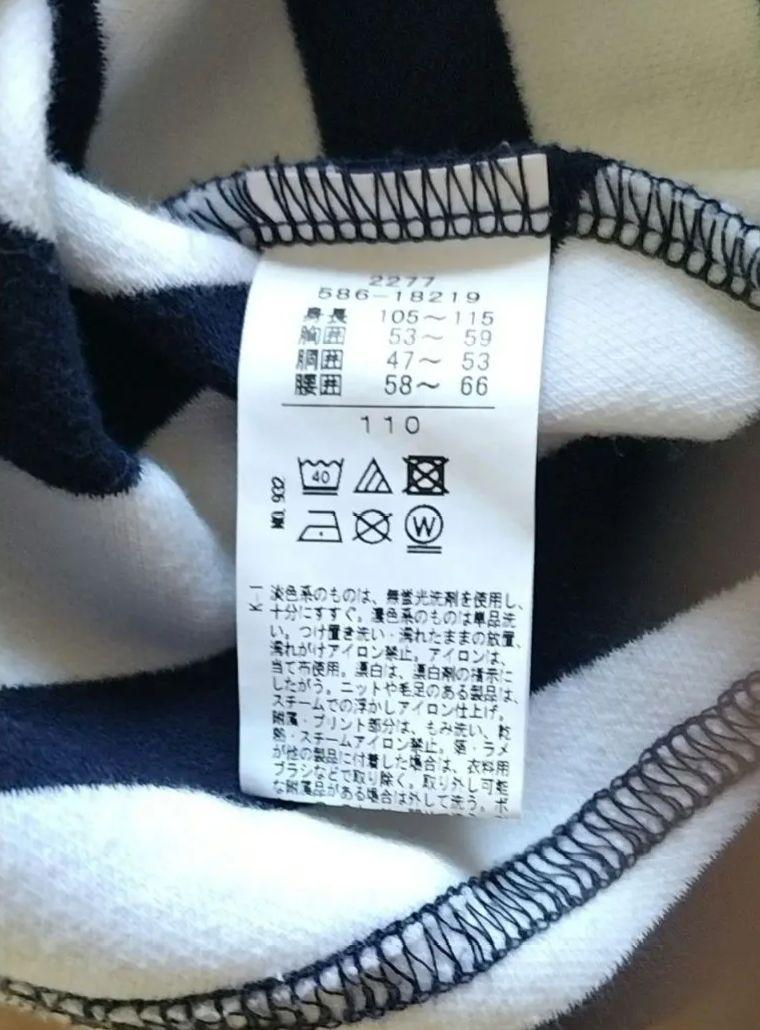 2277
586-18219
身長 105～115
胸囲 53～ 59
胴囲 47～ 53
腰囲 58～ 66
110
NO.932
40
W
K-1
淡色系のものは、無蛍光洗剤を使用し、
十分にすすぐ。濃色系のものは単品洗
い。つけ置き洗い・濡れたままの放置、
濡れがけアイロン禁止。アイロンは、
当て布使用。漂白は、漂白剤の指示に
したがう。ニットや毛足のある製品は、
スチームでの浮かしアイロン仕上げ。
附属・プリント部分は、もみ洗い、乾
熱・スチームアイロン禁止。箔・ラメ
が他の製品に付着した場合は、衣料用
ブラシなどで取り除く。取り外し可能
な附属品がある場合は外して洗う。ボ